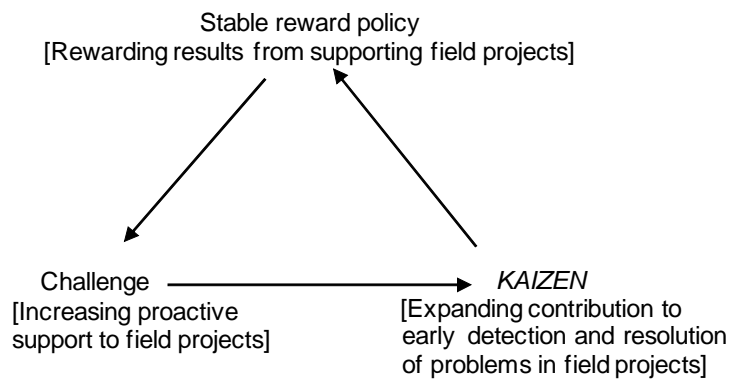 Stable reward policy
[Rewarding results from supporting field projects]
Challenge
[Increasing proactive
support to field projects]
KAIZEN
[Expanding contribution to
early detection and resolution
of problems in field projects]